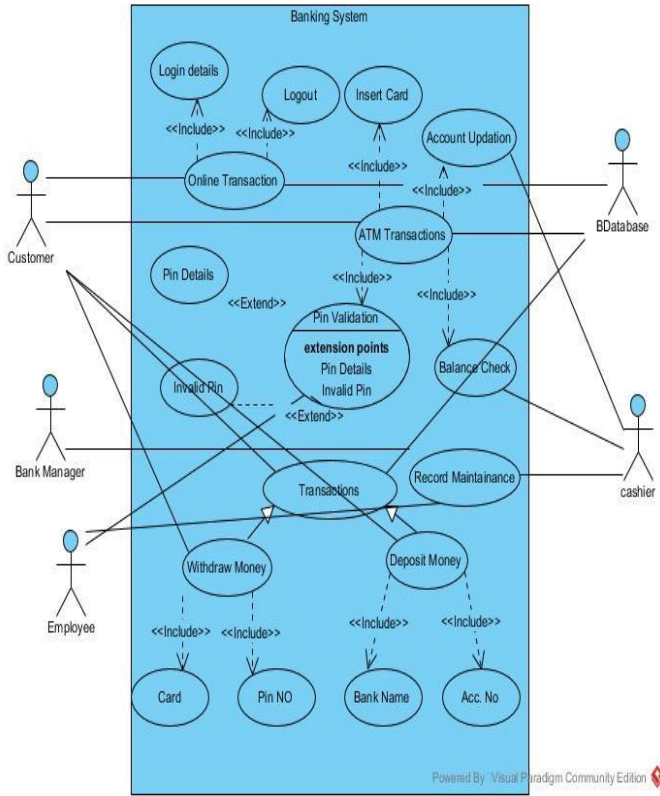 Banking System
Login details
Logout
Insert Card
Account Updation
<<Include>>
<<Include>>
<<Include>>
<<Include>>
Online Transaction
Customer
BDatabase
ATM Transactions
Pin Details
<<Include>>
<<Include>>
<<Extend>>
Pin Validation
extension points
Pin Details
Invalid Pin
Invalid Pin
Balance Check
<<Extend>>
Bank Manager
Transactions
Record Maintainance
cashier
Withdraw Money
Deposit Money
Employee
<<Include>>
<<Include>>
<<Include>>
<<Include>>
Card
Pin NO
Bank Name
Acc. No
Powered By Visual Paradigm Community Edition